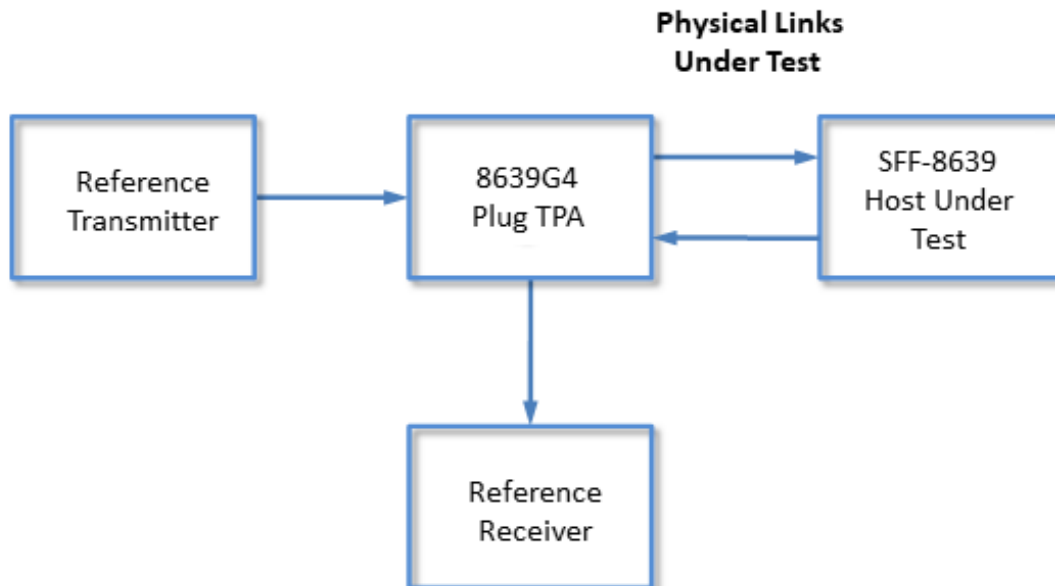 Physical Links
Under Test
Reference
Transmitter
8639G4
Plug TPA
SFF-8639
Host Under
Test
Reference
Receiver